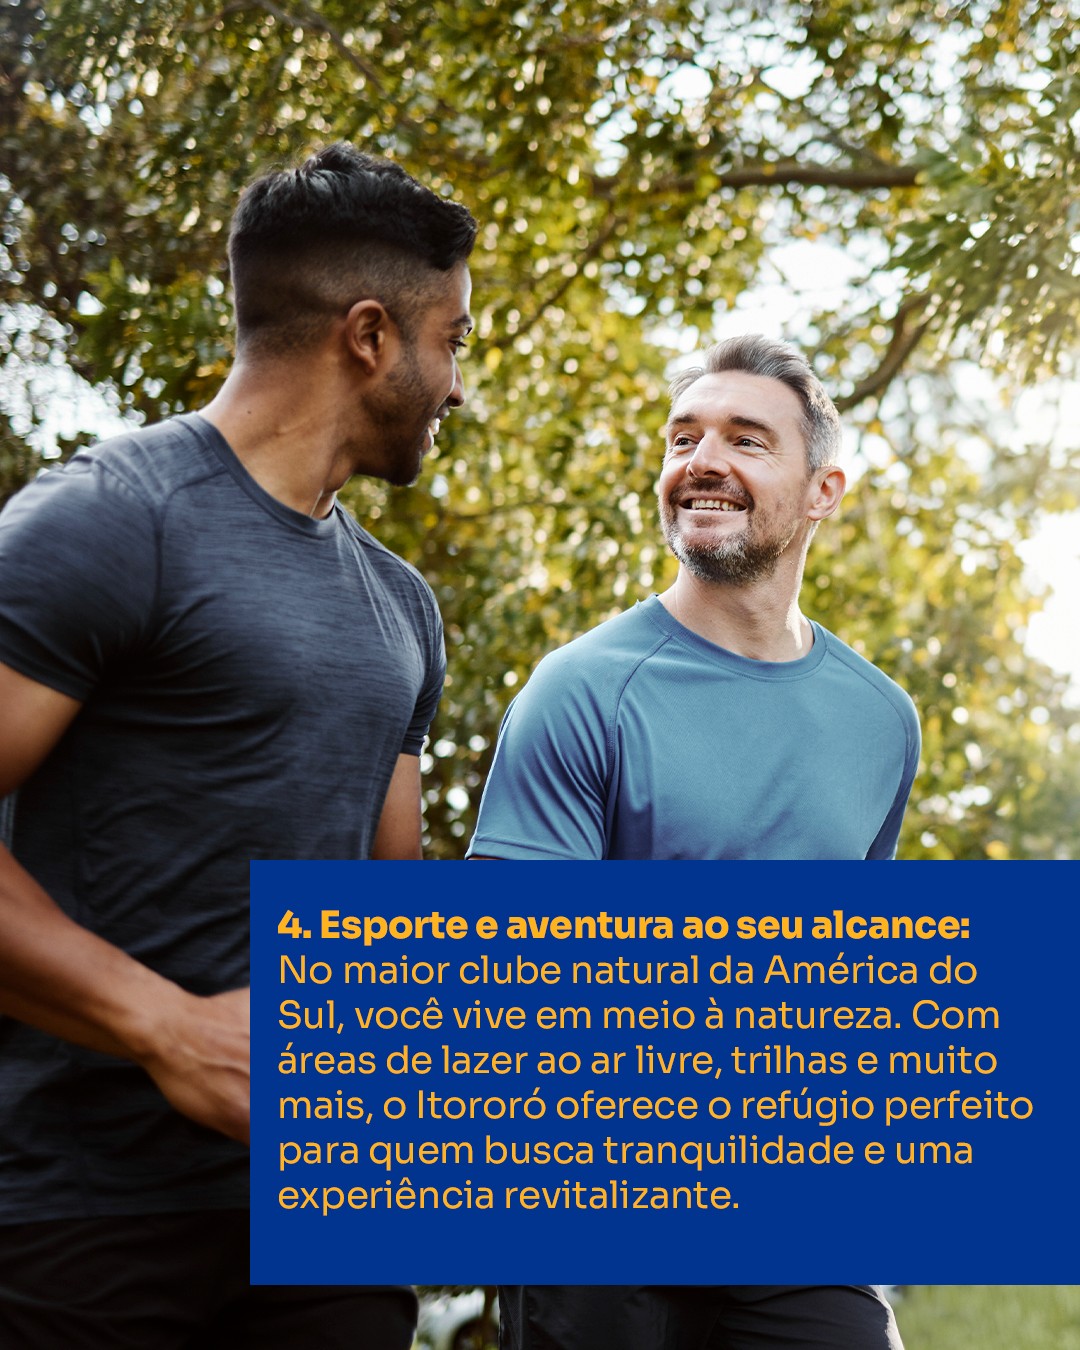 4. Esporte e aventura ao seu alcance:
No maior clube natural da América do
Sul, você vive em meio à natureza. Com
áreas de lazer ao ar livre, trilhas e muito
mais, o Itororó oferece o refúgio perfeito
para quem busca tranquilidade e uma
experiência revitalizante.